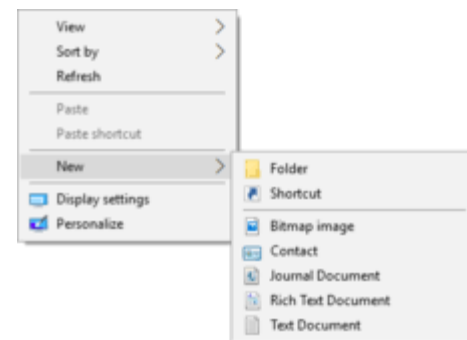 View
Sort by
Refresh
Paste
Paste shortcut
New
Display settings
Personalize
Folder
Shortcut
Bitmap image
Contact
Journal Document
Rich Text Document
Text Document